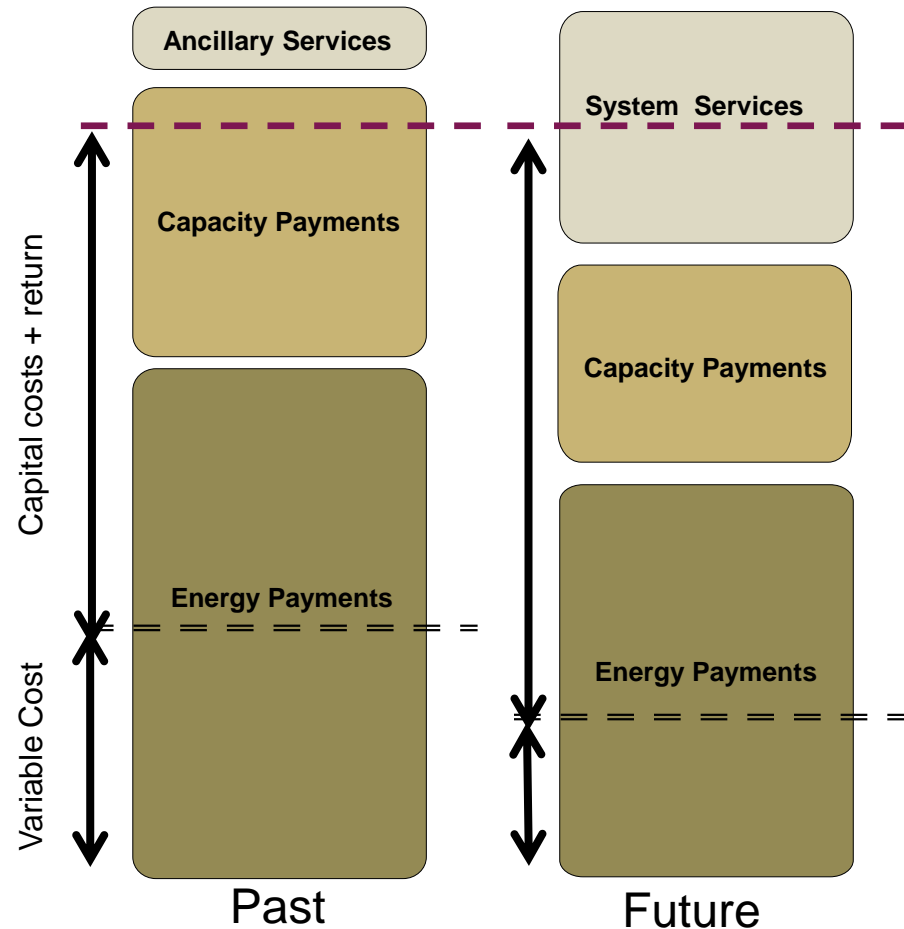 Ancillary Services
Capacity Payments
Energy Payments
Capital costs + return
Variable Cost
Past
System Services
Capacity Payments
Energy Payments
Future